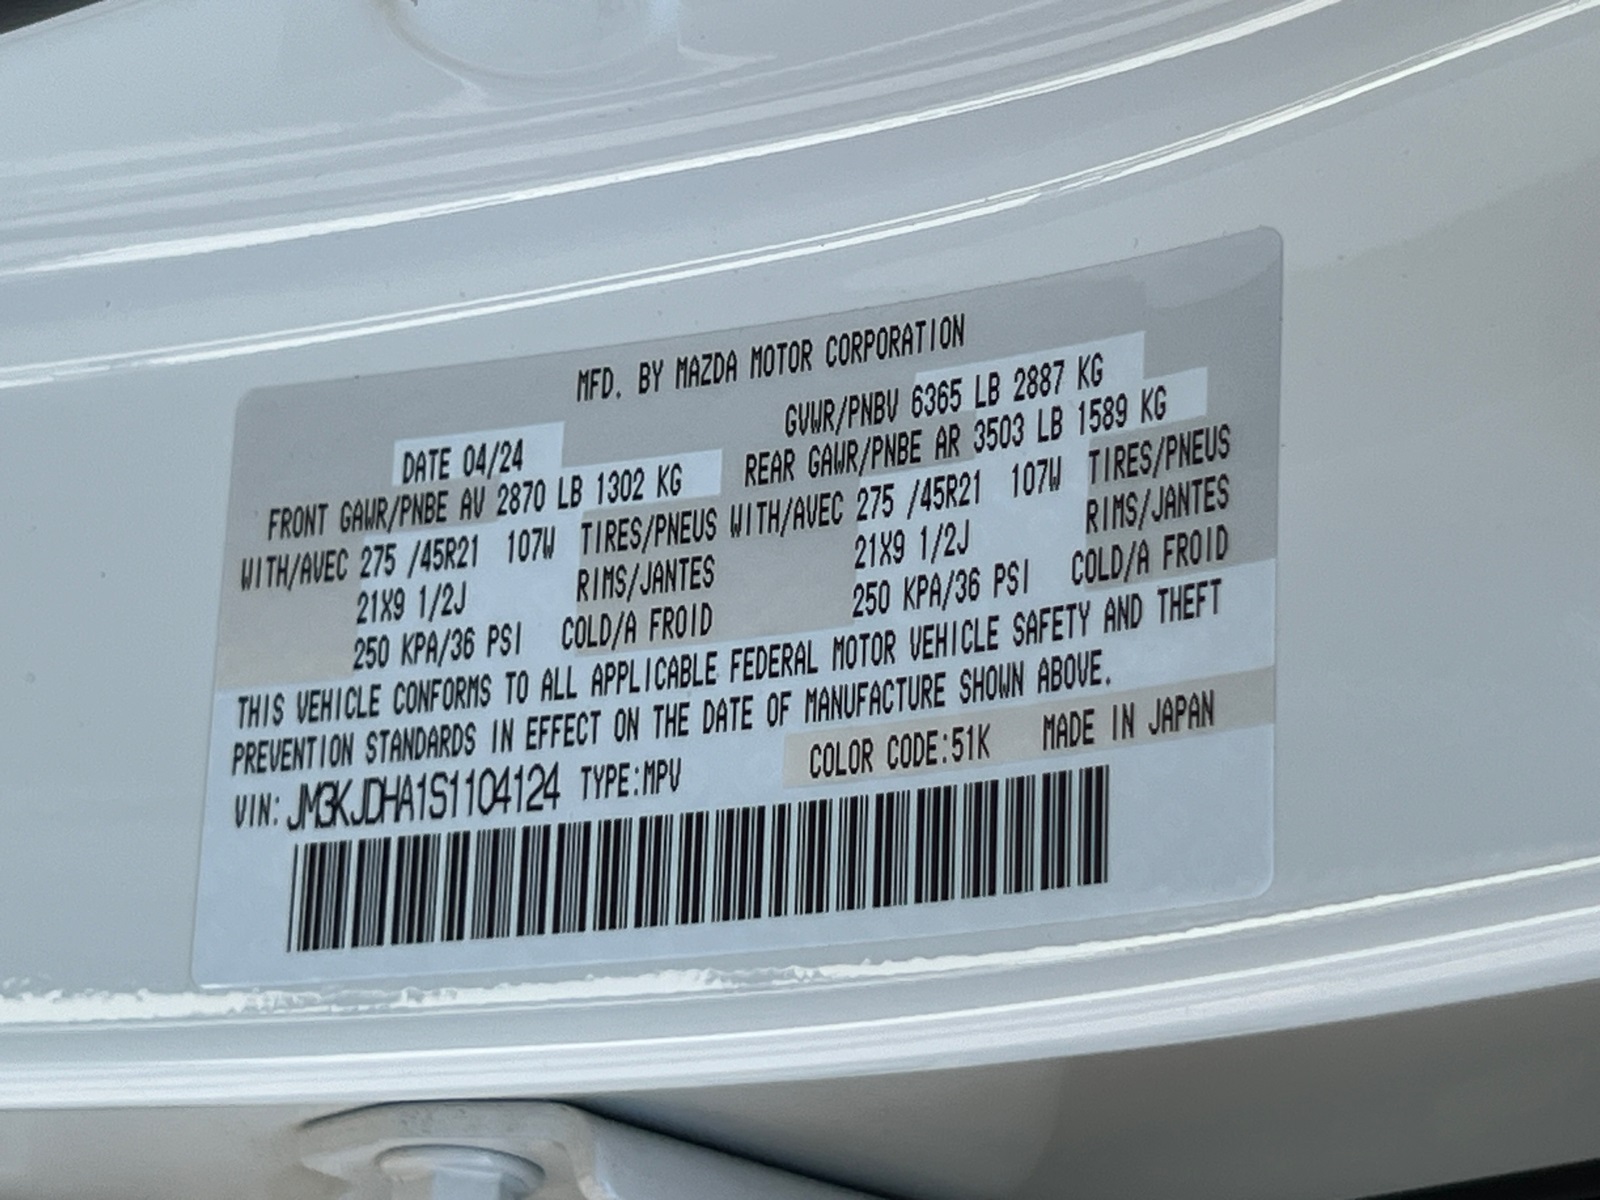 MFD. BY MAZDA MOTOR CORPORATION
DATE 04/24 GVWR/PNBV 6365 LB 2887 KG
FRONT GAWR/PNBE AV 2870 LB 1302 KG REAR GAWR/PNBE AR 3503 LB 1589 KG
WITH/AVEC 275 /45R21 107W TIRES/PNEUS WITH/AVEC 275 /45R21 107W TIRES/PNEUS
21X9 1/2J RIMS/JANTES 21X9 1/2J RIMS/JANTES
250 KPA/36 PSI COLD/A FROID 250 KPA/36 PSI COLD/A FROID
THIS VEHICLE CONFORMS TO ALL APPLICABLE FEDERAL MOTOR VEHICLE SAFETY AND THEFT
PREVENTION STANDARDS IN EFFECT ON THE DATE OF MANUFACTURE SHOWN ABOVE.
VIN: JM3KJDHA1S1104124 TYPE:MPV COLOR CODE:51K MADE IN JAPAN